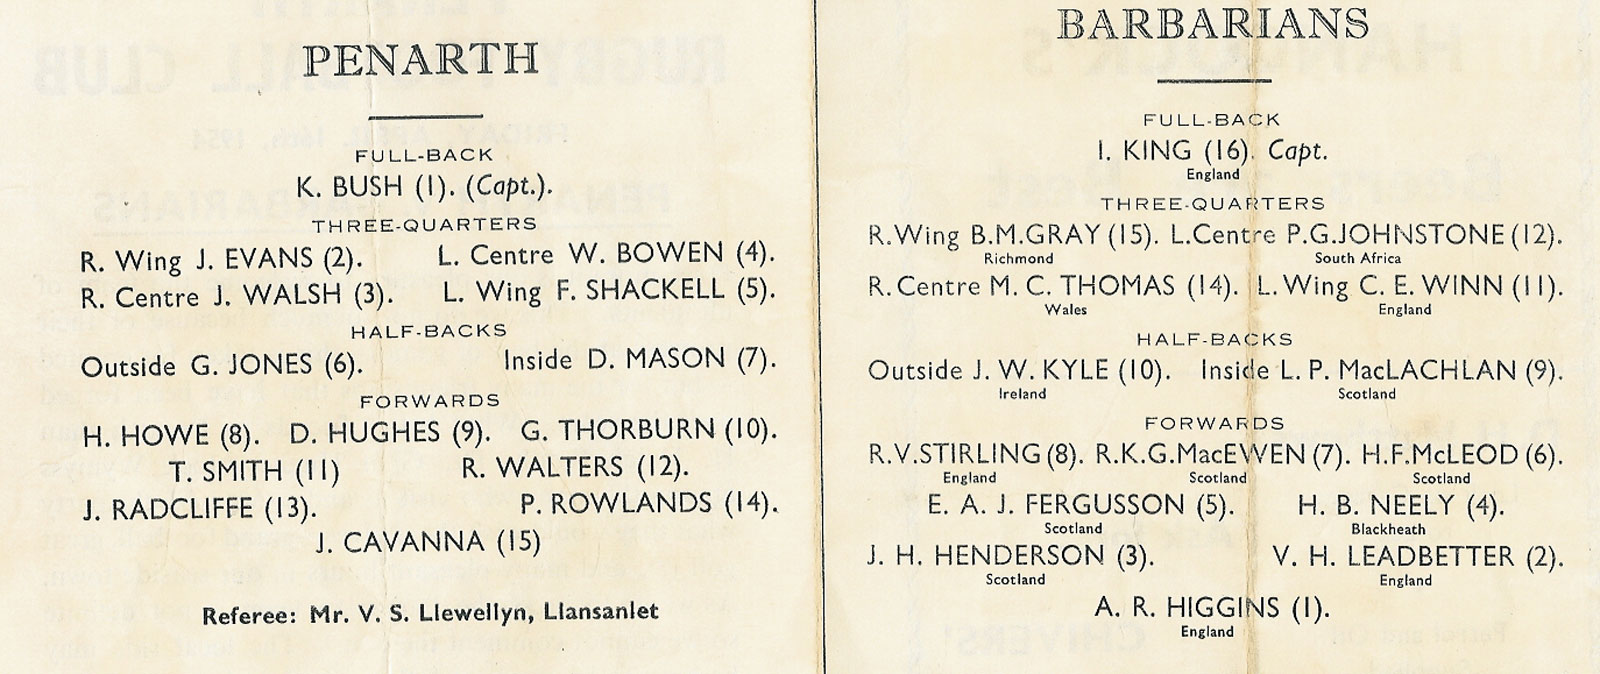 PENARTH
FULL-BACK
K. BUSH (1). (Capt.).
THREE-QUARTERS
R. Wing J. EVANS (2). L. Centre W. BOWEN (4).
R. Centre J. WALSH (3). L. Wing F. SHACKELL (5).
HALF-BACKS
Outside G. JONES (6). Inside D. MASON (7).
FORWARDS
H. HOWE (8). D. HUGHES (9). G. THORBURN (10).
T. SMITH (11) R. WALTERS (12).
J. RADCLIFFE (13). P. ROWLANDS (14).
J. CAVANNA (15)
Referee: Mr. V. S. Llewellyn, Llansanlet
BARBARIANS
FULL-BACK
I. KING (16). Capt.
England
THREE-QUARTERS
R.Wing B.M.GRAY (15). L.Centre P.G.JOHNSTONE (12).
Richmond South Africa
R.Centre M. C. THOMAS (14). L.Wing C. E. WINN (11).
Wales England
HALF-BACKS
Outside J. W. KYLE (10). Inside L. P. MacLACHLAN (9).
Ireland Scotland
FORWARDS
R.V.STIRLING (8). R.K.G.MacEWEN (7). H.F.McLEOD (6).
England Scotland Scotland
E. A. J. FERGUSSON (5). H. B. NEELY (4).
Scotland Blackheath
J. H. HENDERSON (3). V. H. LEADBETTER (2).
Scotland England
A. R. HIGGINS (1).
England